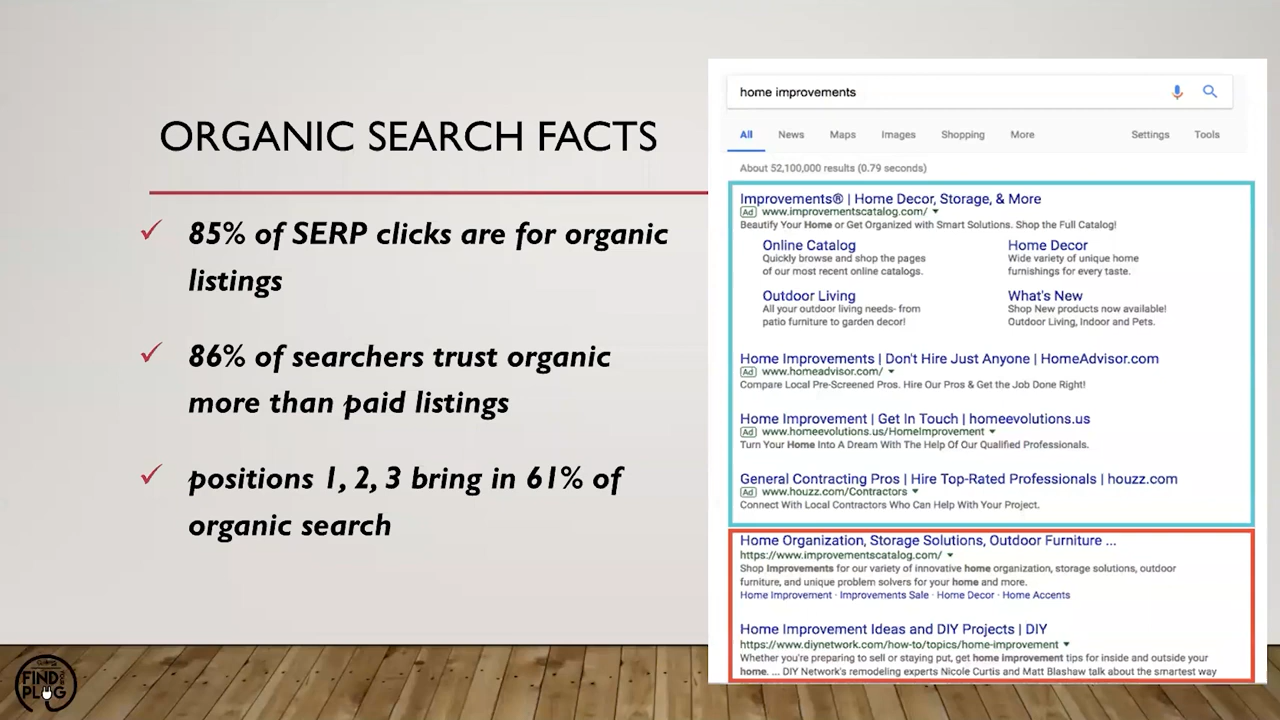 ORGANIC SEARCH FACTS
85% of SERP clicks are for organic
listings
86% of searchers trust organic
more than paid listings
positions 1, 2, 3 bring in 61% of
organic search
home improvements
All News Maps Images Shopping More Settings Tools
About 52,100,000 results (0.79 seconds)
Improvements® | Home Decor, Storage, & More
Ad www.improvementscatalog.com/
Beautify Your Home or Get Organized with Smart Solutions. Shop the Full Catalog!
Online Catalog
Quickly browse and shop the pages
of our most recent online catalogs.
Home Decor
Wide variety of unique home
furnishings for every taste.
Outdoor Living
All your outdoor living needs- from
patio furniture to garden decor!
What's New
Shop New products now available!
Outdoor Living, Indoor and Pets.
Home Improvements | Don't Hire Just Anyone | HomeAdvisor.com
Ad www.homeadvisor.com/
Compare Local Pre-Screened Pros. Hire Our Pros & Get the Job Done Right!
Home Improvement | Get In Touch | homeevolutions.us
Ad www.homeevolutions.us/HomeImprovement
Turn Your Home Into A Dream With The Help Of Our Qualified Professionals.
General Contracting Pros | Hire Top-Rated Professionals | houzz.com
Ad www.houzz.com/Contractors
Connect With Local Contractors Who Can Help With Your Project.
Home Organization, Storage Solutions, Outdoor Furniture ...
https://www.improvementscatalog.com/
Shop Improvements for our variety of innovative home organization, storage solutions, outdoor
furniture, and unique problem solvers for your home and more.
Home Improvement · Improvements Sale · Home Decor · Home Accents
Home Improvement Ideas and DIY Projects | DIY
https://www.diynetwork.com/how-to/topics/home-improvement
Whether you're preparing to sell or staying put, get home improvement tips for inside and outside your
home. ... DIY Network's remodeling experts Nicole Curtis and Matt Blashaw talk about the smartest way
FIND
PLUG